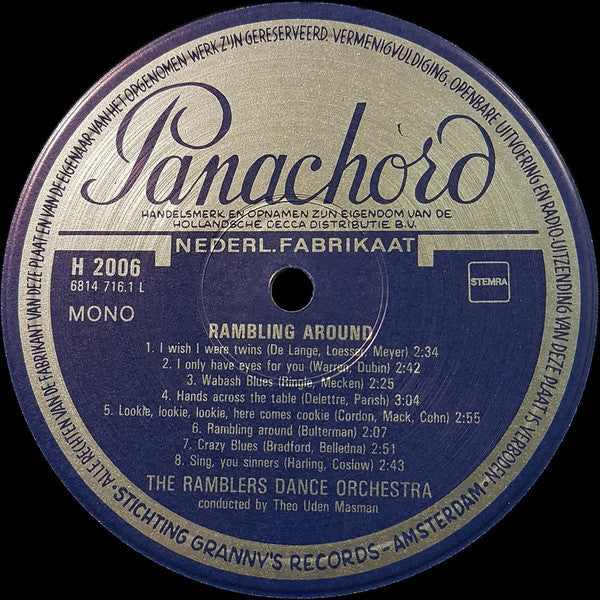 ALLE RECHTEN VAN DE FABRIKANT VAN DEZE PLAAT EN VAN DE EIGENAAR VAN HET OPGENOMEN WERK ZIJN GERESERVEERD. VERMENIGVULDIGING, OPENBARE UITVOERING EN RADIO-UITZENDING VAN DEZE PLAAT IS VERBODEN
Panachord
HANDELSMERK EN OPNAMEN ZIJN EIGENDOM VAN DE
HOLLANDSCHE DECCA DISTRIBUTIE B.V.
NEDERL. FABRIKAAT
H 2006
6814 716.1 L
STEMRA
MONO
RAMBLING AROUND
1. I wish I were twins (De Lange, Loesser, Meyer) 2:34
2. I only have eyes for you (Warren, Dubin) 2:42
3. Wabash Blues (Ringle, Mecken) 2:25
4. Hands across the table (Delettre, Parish) 3:04
5. Lookie, lookie, lookie, here comes cookie (Cordon, Mack, Cohn) 2:55
6. Rambling around (Bulterman) 2:07
7. Crazy Blues (Bradford, Belledna) 2:51
8. Sing, you sinners (Harling, Coslow) 2:43
THE RAMBLERS DANCE ORCHESTRA
conducted by Theo Uden Masman
- STICHTING GRANNY'S RECORDS - AMSTERDAM -